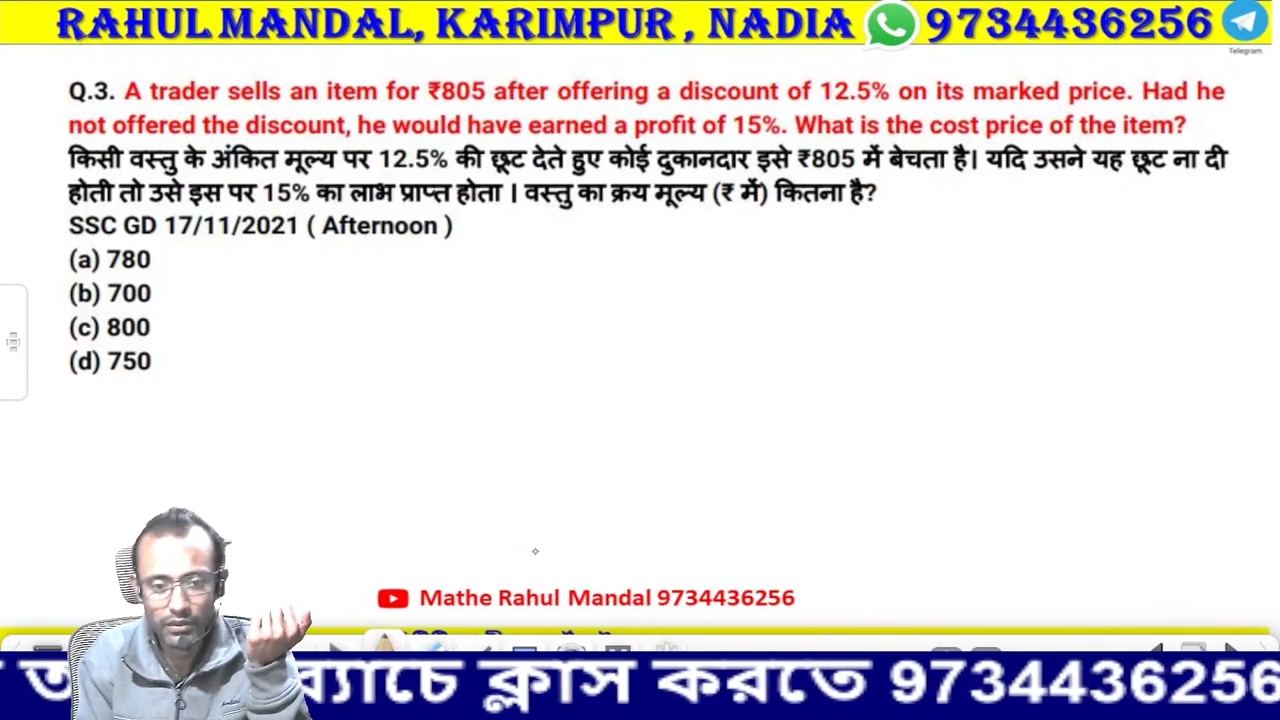 RAHUL MANDAL, KARIMPUR , NADIA 9734436256
Telegram
Q.3. A trader sells an item for ₹805 after offering a discount of 12.5% on its marked price. Had he
not offered the discount, he would have earned a profit of 15%. What is the cost price of the item?
किसी वस्तु के अंकित मूल्य पर 12.5% की छूट देते हुए कोई दुकानदार इसे ₹805 में बेचता है। यदि उसने यह छूट ना दी
होती तो उसे इस पर 15% का लाभ प्राप्त होता । वस्तु का क्रय मूल्य (₹ में) कितना है?
SSC GD 17/11/2021 ( Afternoon )
(a) 780
(b) 700
(c) 800
(d) 750
Mathe Rahul Mandal 9734436256
ব্যাচে ক্লাস করতে 9734436256